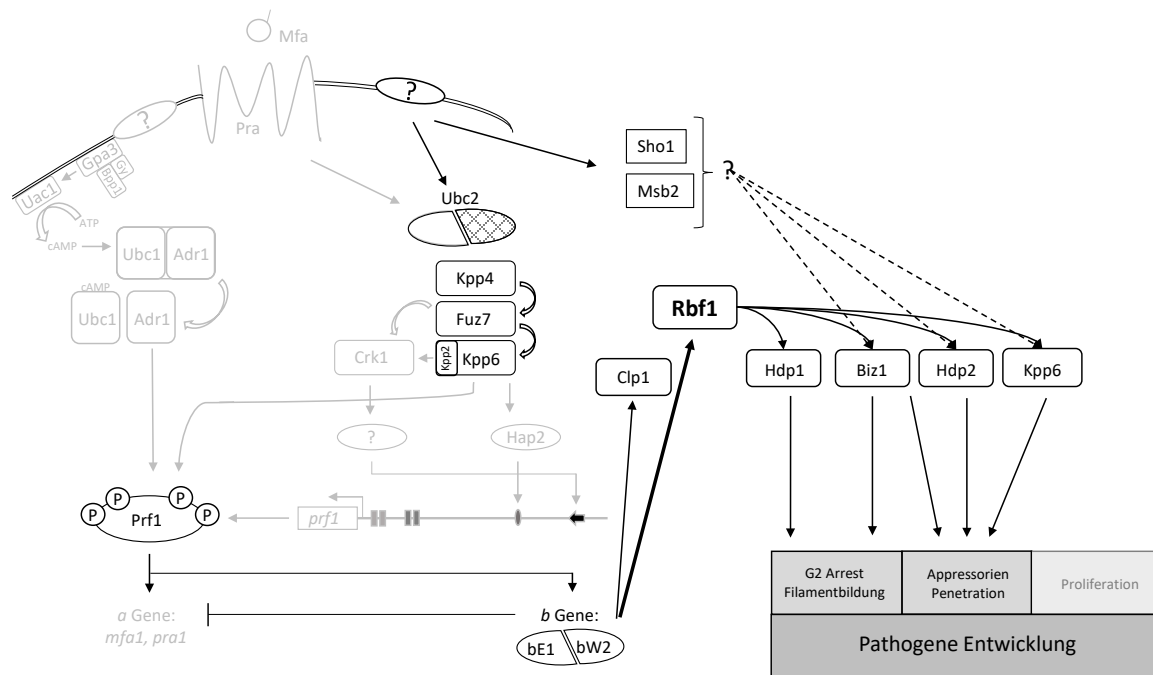 Mfa
?
?
Pra
Gpa3
Gγ
Bpp1
Uac1
ATP
cAMP
Ubc1
Adr1
cAMP
Ubc1
Adr1
Ubc2
Sho1
Msb2
?
Kpp4
Fuz7
Kpp2
Kpp6
Crk1
?
Hap2
Clp1
Rbf1
Hdp1
Biz1
Hdp2
Kpp6
P
P
P
P
Prf1
prf1
a Gene:
mfa1, pra1
b Gene:
bE1
bW2
G2 Arrest
Filamentbildung
Appressorien
Penetration
Proliferation
Pathogene Entwicklung